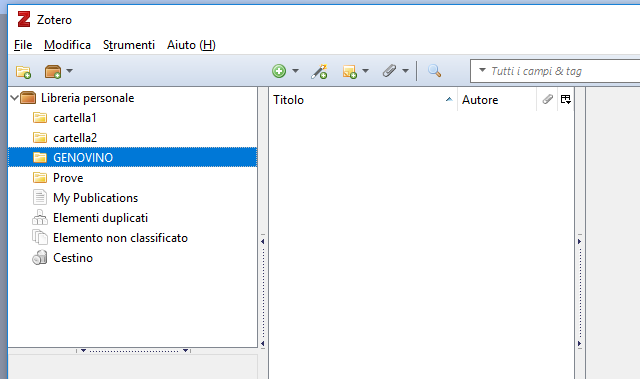 Zotero
File Modifica Strumenti Aiuto (H)
Tutti i campi & tag
Libreria personale
cartella1
cartella2
GENOVINO
Prove
My Publications
Elementi duplicati
Elemento non classificato
Cestino
Titolo Autore